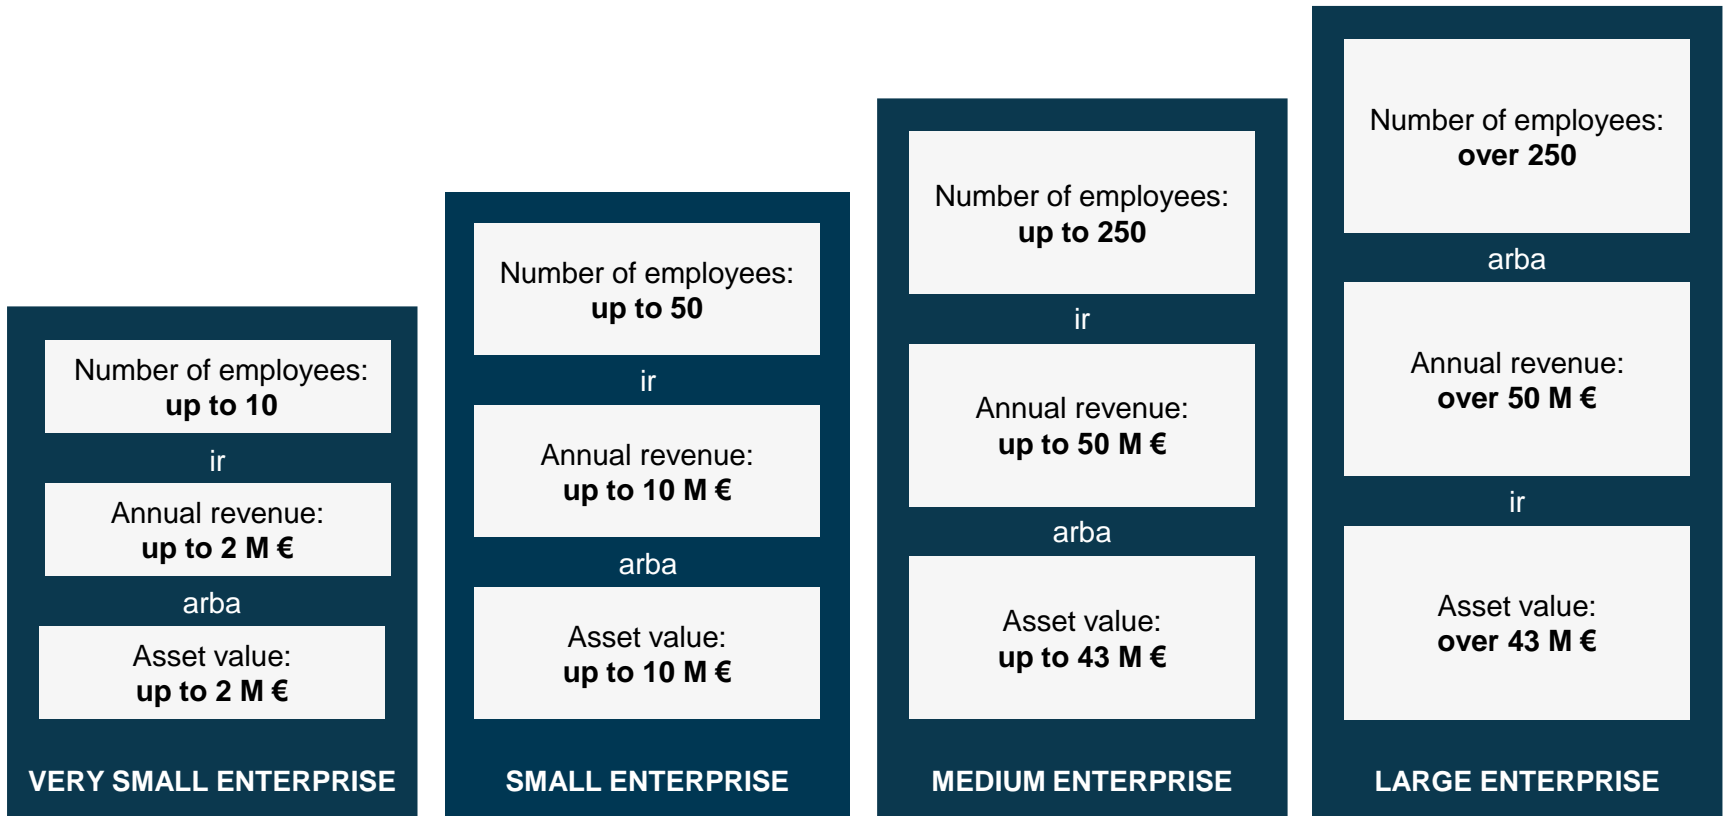 Number of employees:
up to 10
ir
Annual revenue:
up to 2 M €
arba
Asset value:
up to 2 M €
VERY SMALL ENTERPRISE
Number of employees:
up to 50
ir
Annual revenue:
up to 10 M €
arba
Asset value:
up to 10 M €
SMALL ENTERPRISE
Number of employees:
up to 250
ir
Annual revenue:
up to 50 M €
arba
Asset value:
up to 43 M €
MEDIUM ENTERPRISE
Number of employees:
over 250
arba
Annual revenue:
over 50 M €
ir
Asset value:
over 43 M €
LARGE ENTERPRISE